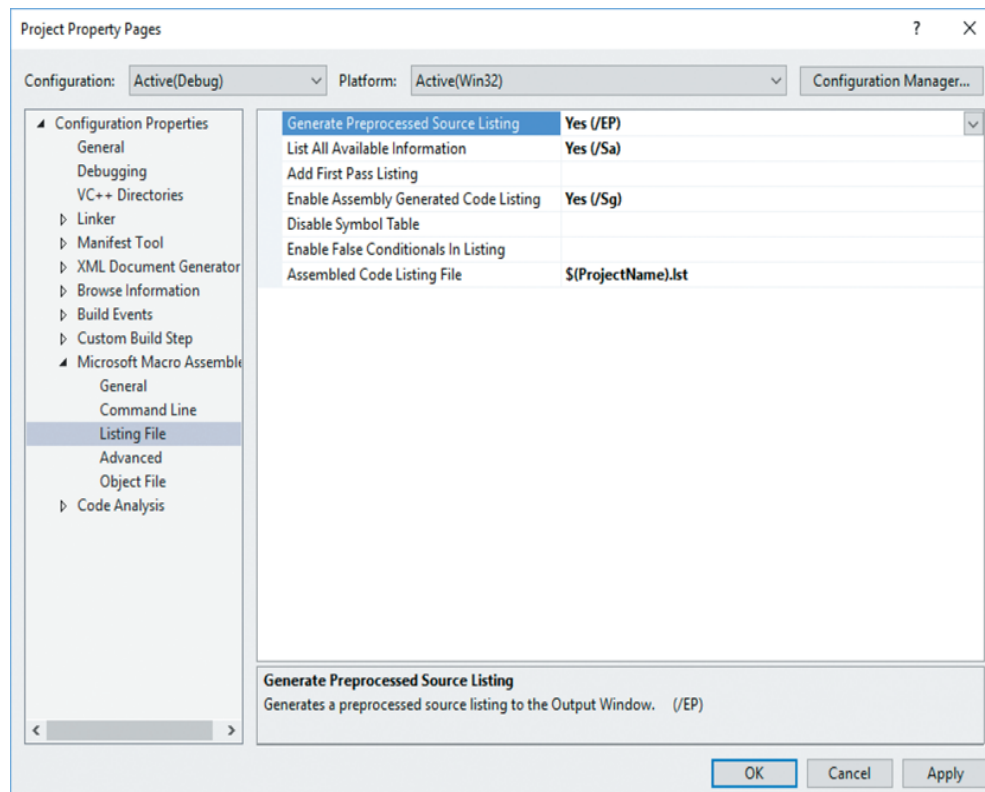 Project Property Pages
Configuration: Active(Debug) Platform: Active(Win32) Configuration Manager...
Configuration Properties
General
Debugging
VC++ Directories
Linker
Manifest Tool
XML Document Generator
Browse Information
Build Events
Custom Build Step
Microsoft Macro Assemble
General
Command Line
Listing File
Advanced
Object File
Code Analysis
Generate Preprocessed Source Listing Yes (/EP)
List All Available Information Yes (/Sa)
Add First Pass Listing
Enable Assembly Generated Code Listing Yes (/Sg)
Disable Symbol Table
Enable False Conditionals In Listing
Assembled Code Listing File $(ProjectName).lst
Generate Preprocessed Source Listing
Generates a preprocessed source listing to the Output Window. (/EP)
OK Cancel Apply